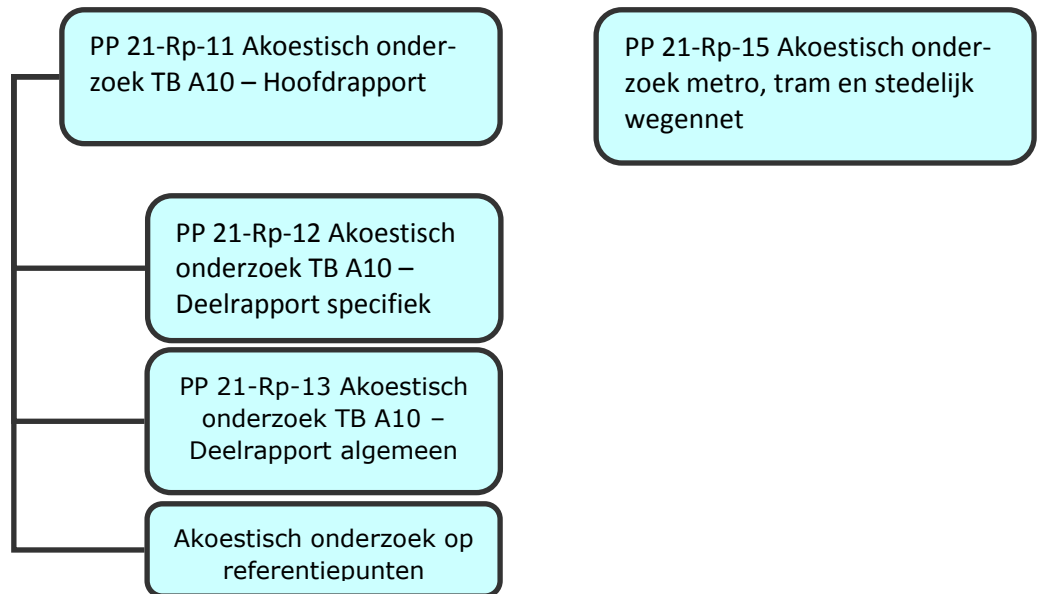 PP 21-Rp-11 Akoestisch onder-
zoek TB A10 – Hoofdrapport
PP 21-Rp-15 Akoestisch onder-
zoek metro, tram en stedelijk
wegennet
PP 21-Rp-12 Akoestisch
onderzoek TB A10 –
Deelrapport specifiek
PP 21-Rp-13 Akoestisch
onderzoek TB A10 –
Deelrapport algemeen
Akoestisch onderzoek op
referentiepunten